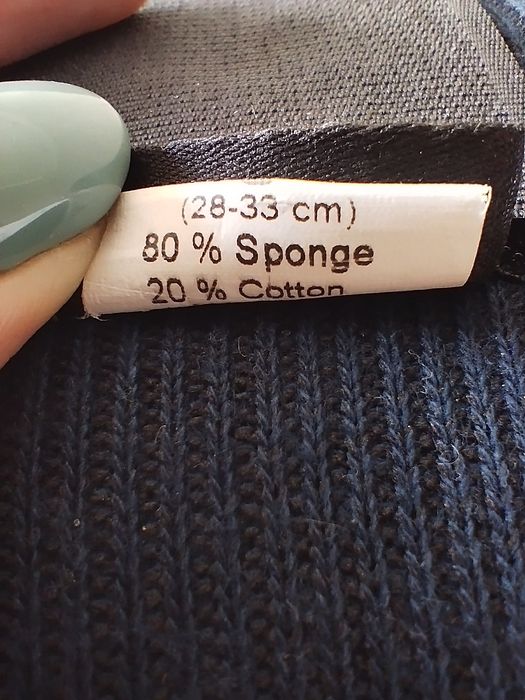 (28-33 cm)
80 % Sponge
20 % Cotton